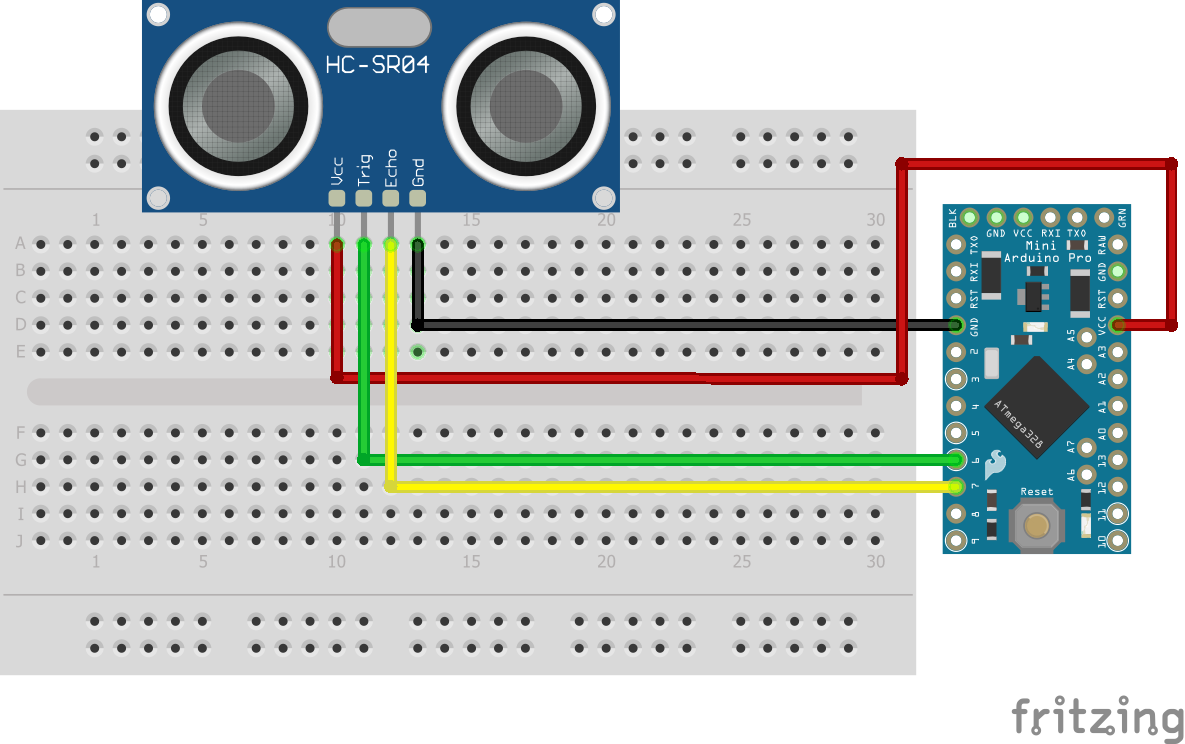 HC-SR04
Vcc
Trig
Echo
Gnd
1 5 10 15 20 25 30
A
B
C
D
E
F
G
H
I
J
1 5 10 15 20 25 30
BLK
GND VCC RXI TXO
GRN
Mini
Arduino Pro
TXO
RXI
RST
GND
2
3
4
5
6
7
8
9
RAW
GND
RST
VCC
A3
A2
A1
A0
13
12
11
10
A5
A4
A7
A6
ATmega328
Reset
fritzing